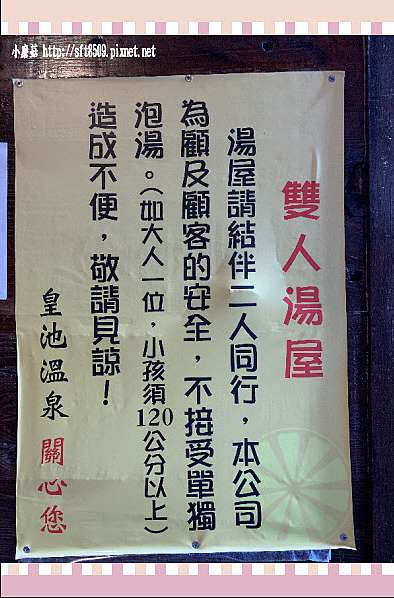 小蘑菇 http://sft8509.pixnet.net
雙人湯屋
湯屋請結伴二人同行，本公司
為顧及顧客的安全，不接受單獨
泡湯。（如大人一位，小孩須120公分以上）
造成不便，敬請見諒！
皇池溫泉 關心您